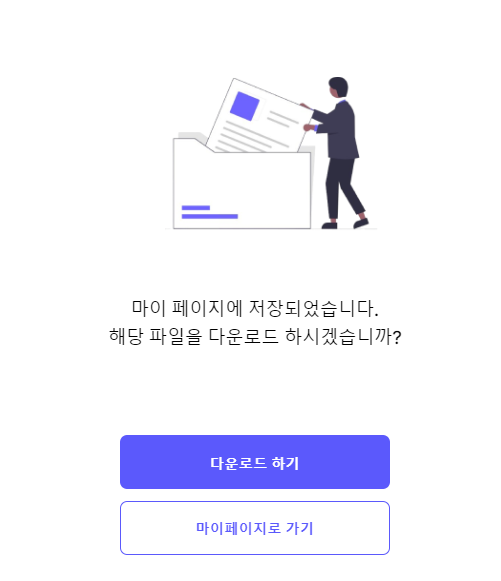 마이 페이지에 저장되었습니다.
해당 파일을 다운로드 하시겠습니까?
다운로드 하기
마이페이지로 가기